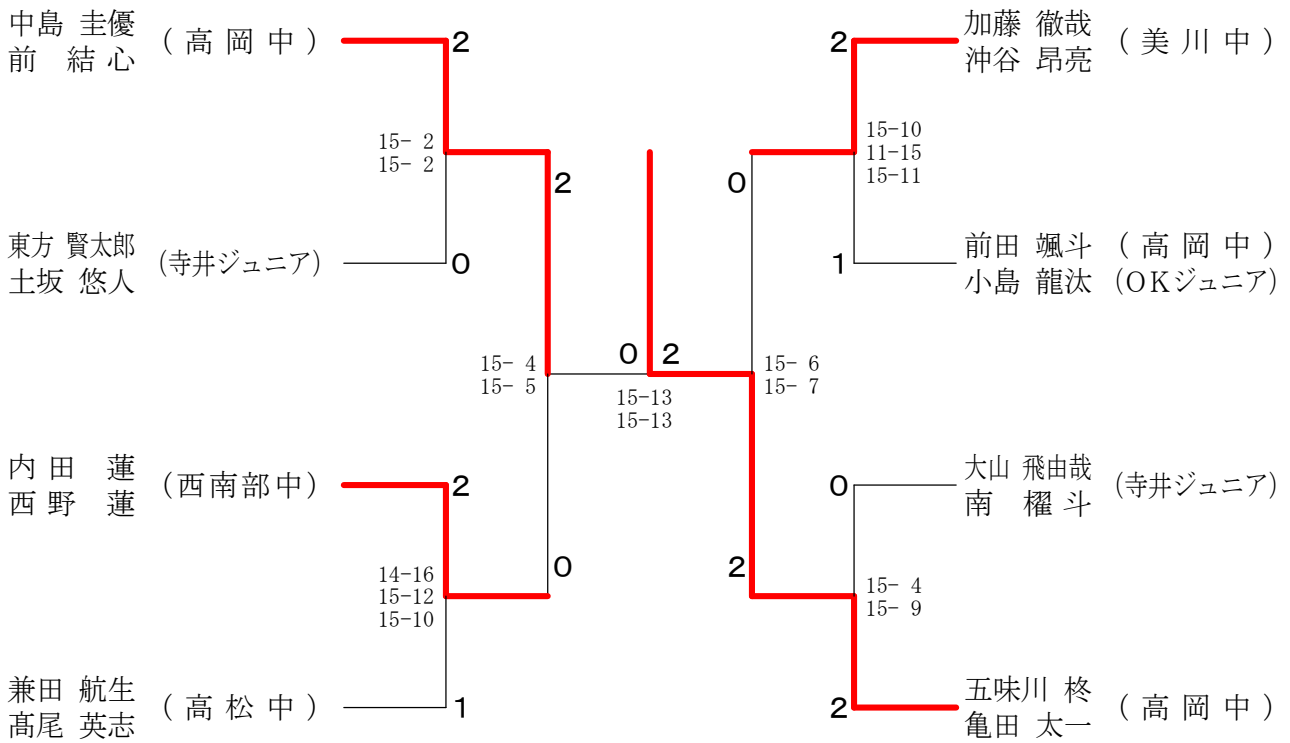 中島 圭優
前 結心
(高岡中)
2
15- 2
15- 2
東方 賢太郎
土坂 悠人
(寺井ジュニア)
0
2
15- 4
15- 5
内田 蓮
西野 蓮
(西南部中)
2
14-16
15-12
15-10
0
兼田 航生
髙尾 英志
(高松中)
1
0 2
15-13
15-13
加藤 徹哉
沖谷 昂亮
(美川中)
2
15-10
11-15
15-11
0
前田 颯斗 (高岡中)
小島 龍汰 (OKジュニア)
1
15- 6
15- 7
大山 飛由哉
南 櫂斗
(寺井ジュニア)
0
2
15- 4
15- 9
五味川 柊
亀田 太一
(高岡中)
2